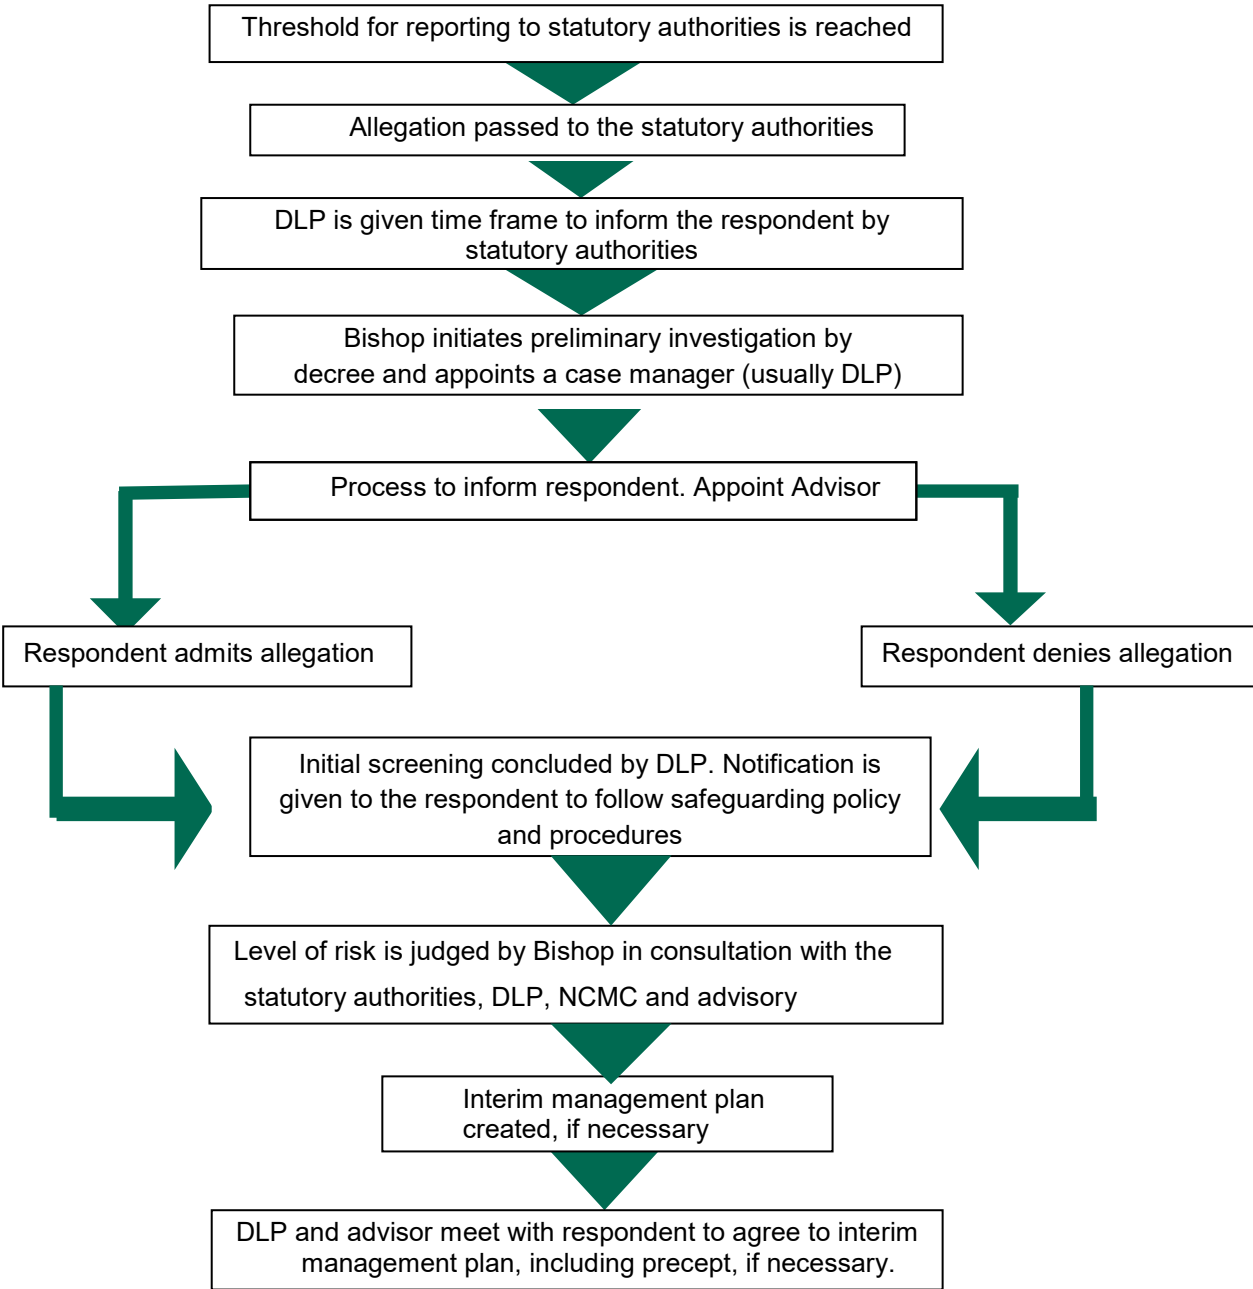 Threshold for reporting to statutory authorities is reached
Allegation passed to the statutory authorities
DLP is given time frame to inform the respondent by
statutory authorities
Bishop initiates preliminary investigation by
decree and appoints a case manager (usually DLP)
Process to inform respondent. Appoint Advisor
Respondent admits allegation
Respondent denies allegation
Initial screening concluded by DLP. Notification is
given to the respondent to follow safeguarding policy
and procedures
Level of risk is judged by Bishop in consultation with the
statutory authorities, DLP, NCMC and advisory
Interim management plan
created, if necessary
DLP and advisor meet with respondent to agree to interim
management plan, including precept, if necessary.